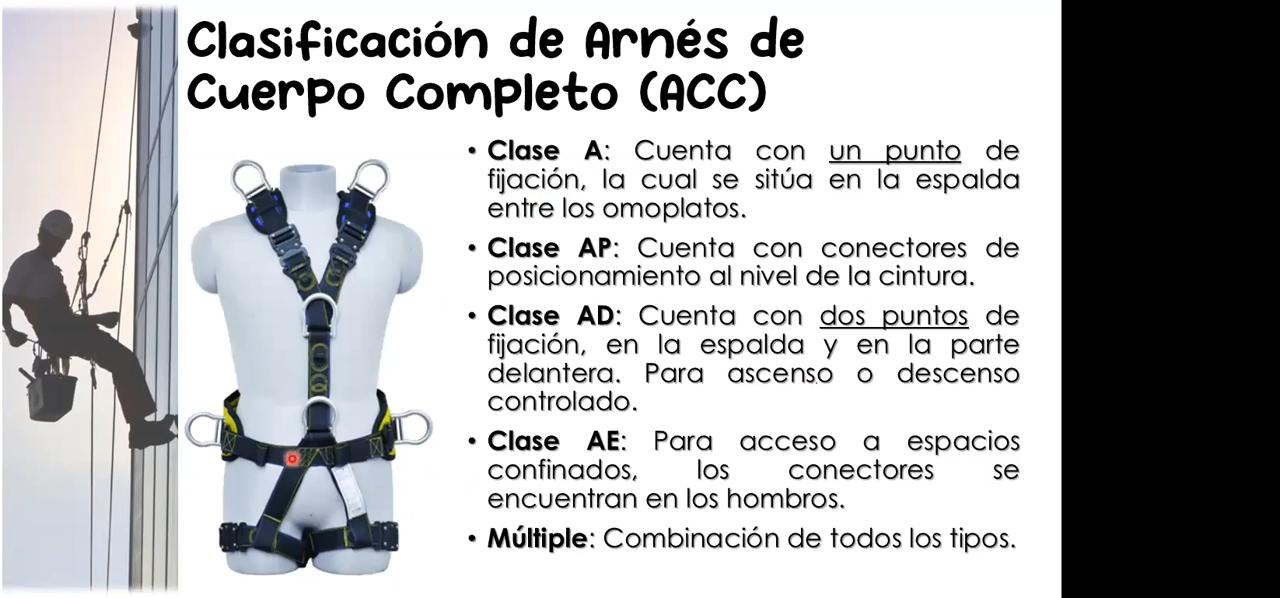 Clasificación de Arnés de
Cuerpo Completo (ACC)
• Clase A: Cuenta con un punto de
fijación, la cual se sitúa en la espalda
entre los omoplatos.
• Clase AP: Cuenta con conectores de
posicionamiento al nivel de la cintura.
• Clase AD: Cuenta con dos puntos de
fijación, en la espalda y en la parte
delantera. Para ascenso o descenso
controlado.
• Clase AE: Para acceso a espacios
confinados, los conectores se
encuentran en los hombros.
• Múltiple: Combinación de todos los tipos.